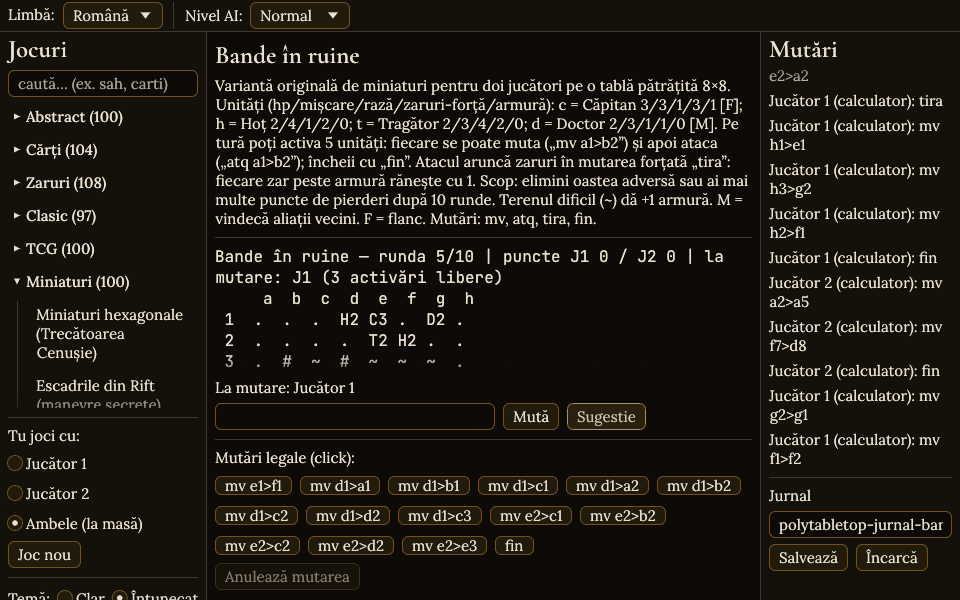 Limbă: Română ▼ Nivel AI: Normal ▼
Jocuri
caută... (ex. sah, carti)
▸ Abstract (100)
▸ Cărți (104)
▸ Zaruri (108)
▸ Clasic (97)
▸ TCG (100)
▾ Miniaturi (100)
Miniaturi hexagonale
(Trecătoarea
Cenușie)
Escadrile din Rift
(manevre secrete)
Tu joci cu:
Jucător 1
Jucător 2
Ambele (la masă)
Joc nou
Temă: Clar Întunecat
Bande în ruine
Variantă originală de miniaturi pentru doi jucători pe o tablă pătrățită 8×8.
Unități (hp/mișcare/rază/zaruri-forță/armură): c = Căpitan 3/3/1/3/1 [F];
h = Hoț 2/4/1/2/0; t = Trăgător 2/3/4/2/0; d = Doctor 2/3/1/1/0 [M]. Pe
tură poți activa 5 unități: fiecare se poate muta („mv a1>b2”) și apoi ataca
(„atq a1>b2”); închei cu „fin”. Atacul aruncă zaruri în mutarea forțată „tira”:
fiecare zar peste armură rănește cu 1. Scop: elimini oastea adversă sau ai mai
multe puncte de pierderi după 10 runde. Terenul dificil (~) dă +1 armură. M =
vindecă aliații vecini. F = flanc. Mutări: mv, atq, tira, fin.
Bande în ruine — runda 5/10 | puncte J1 0 / J2 0 | la
mutare: J1 (3 activări libere)
a b c d e f g h
1 . . . H2 C3 . D2 .
2 . . . . T2 H2 . .
3 . # ~ # ~ ~ ~ .
La mutare: Jucător 1
Mută Sugestie
Mutări legale (click):
mv e1>f1 mv d1>a1 mv d1>b1 mv d1>c1 mv d1>a2 mv d1>b2
mv d1>c2 mv d1>d2 mv d1>c3 mv e2>c1 mv e2>b2
mv e2>c2 mv e2>d2 mv e2>e3 fin
Anulează mutarea
Mutări
e2>a2
Jucător 1 (calculator): tira
Jucător 1 (calculator): mv
h1>e1
Jucător 1 (calculator): mv
h3>g2
Jucător 1 (calculator): mv
h2>f1
Jucător 1 (calculator): fin
Jucător 2 (calculator): mv
a2>a5
Jucător 2 (calculator): mv
f7>d8
Jucător 2 (calculator): fin
Jucător 1 (calculator): mv
g2>g1
Jucător 1 (calculator): mv
f1>f2
Jurnal
polytabletop-jurnal-bar
Salvează Încarcă